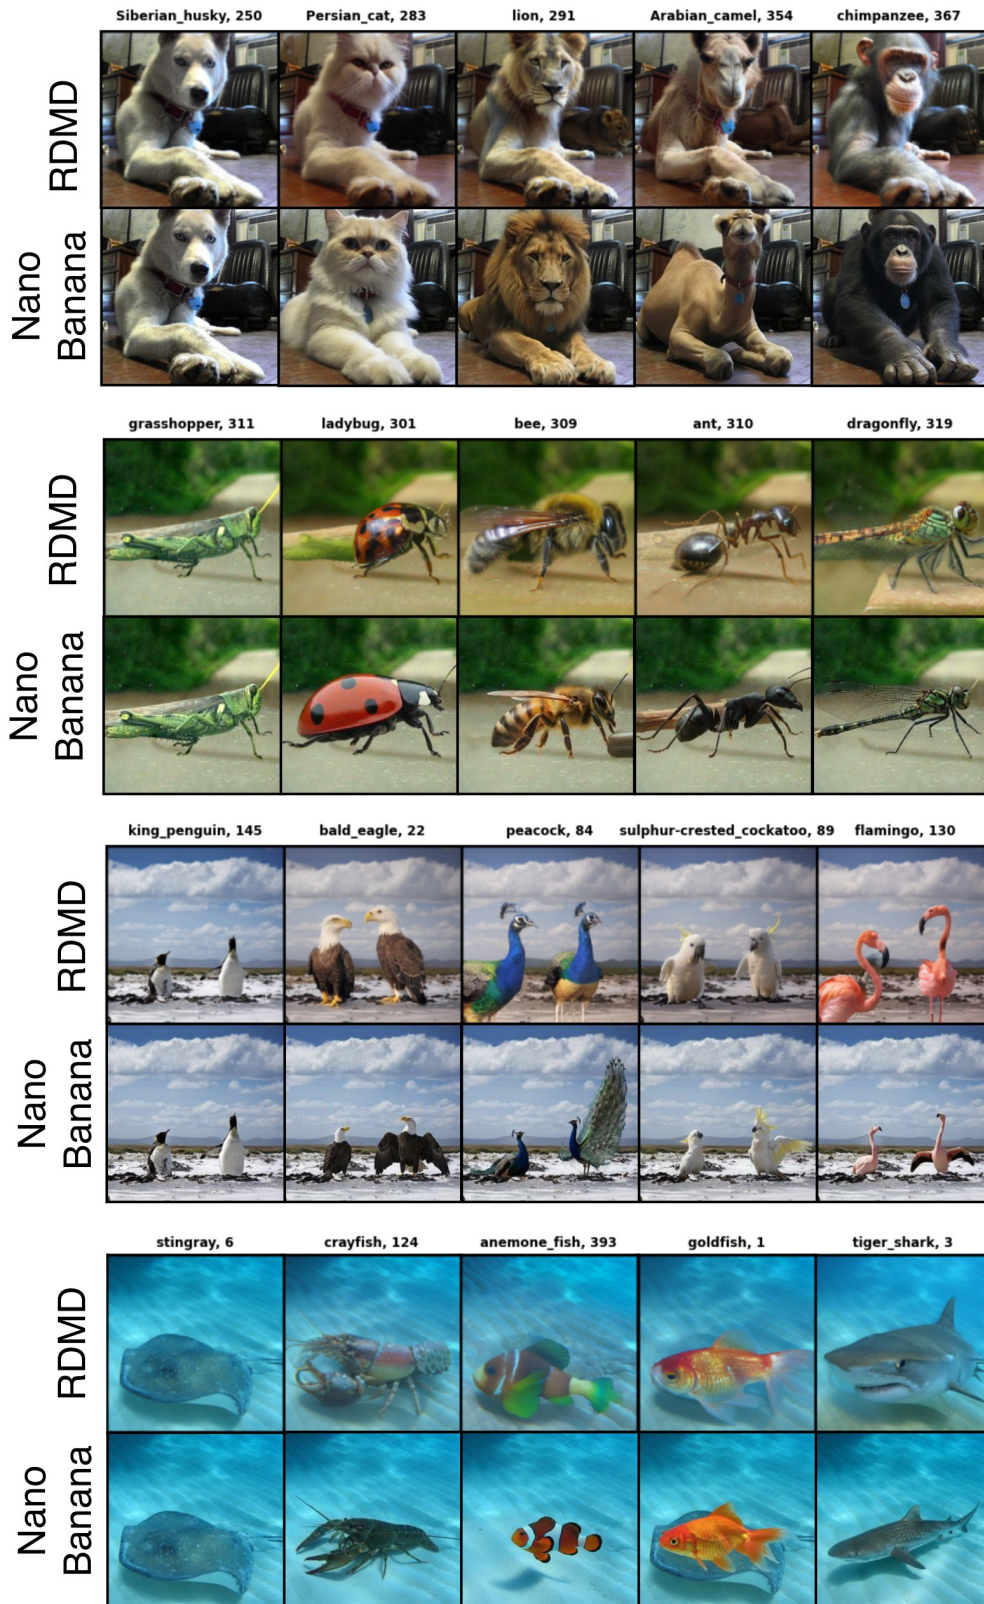 Siberian_husky, 250 Persian_cat, 283 lion, 291 Arabian_camel, 354 chimpanzee, 367
RDMD
Nano
Banana
grasshopper, 311 ladybug, 301 bee, 309 ant, 310 dragonfly, 319
RDMD
Nano
Banana
king_penguin, 145 bald_eagle, 22 peacock, 84 sulphur-crested_cockatoo, 89 flamingo, 130
RDMD
Nano
Banana
stingray, 6 crayfish, 124 anemone_fish, 393 goldfish, 1 tiger_shark, 3
RDMD
Nano
Banana